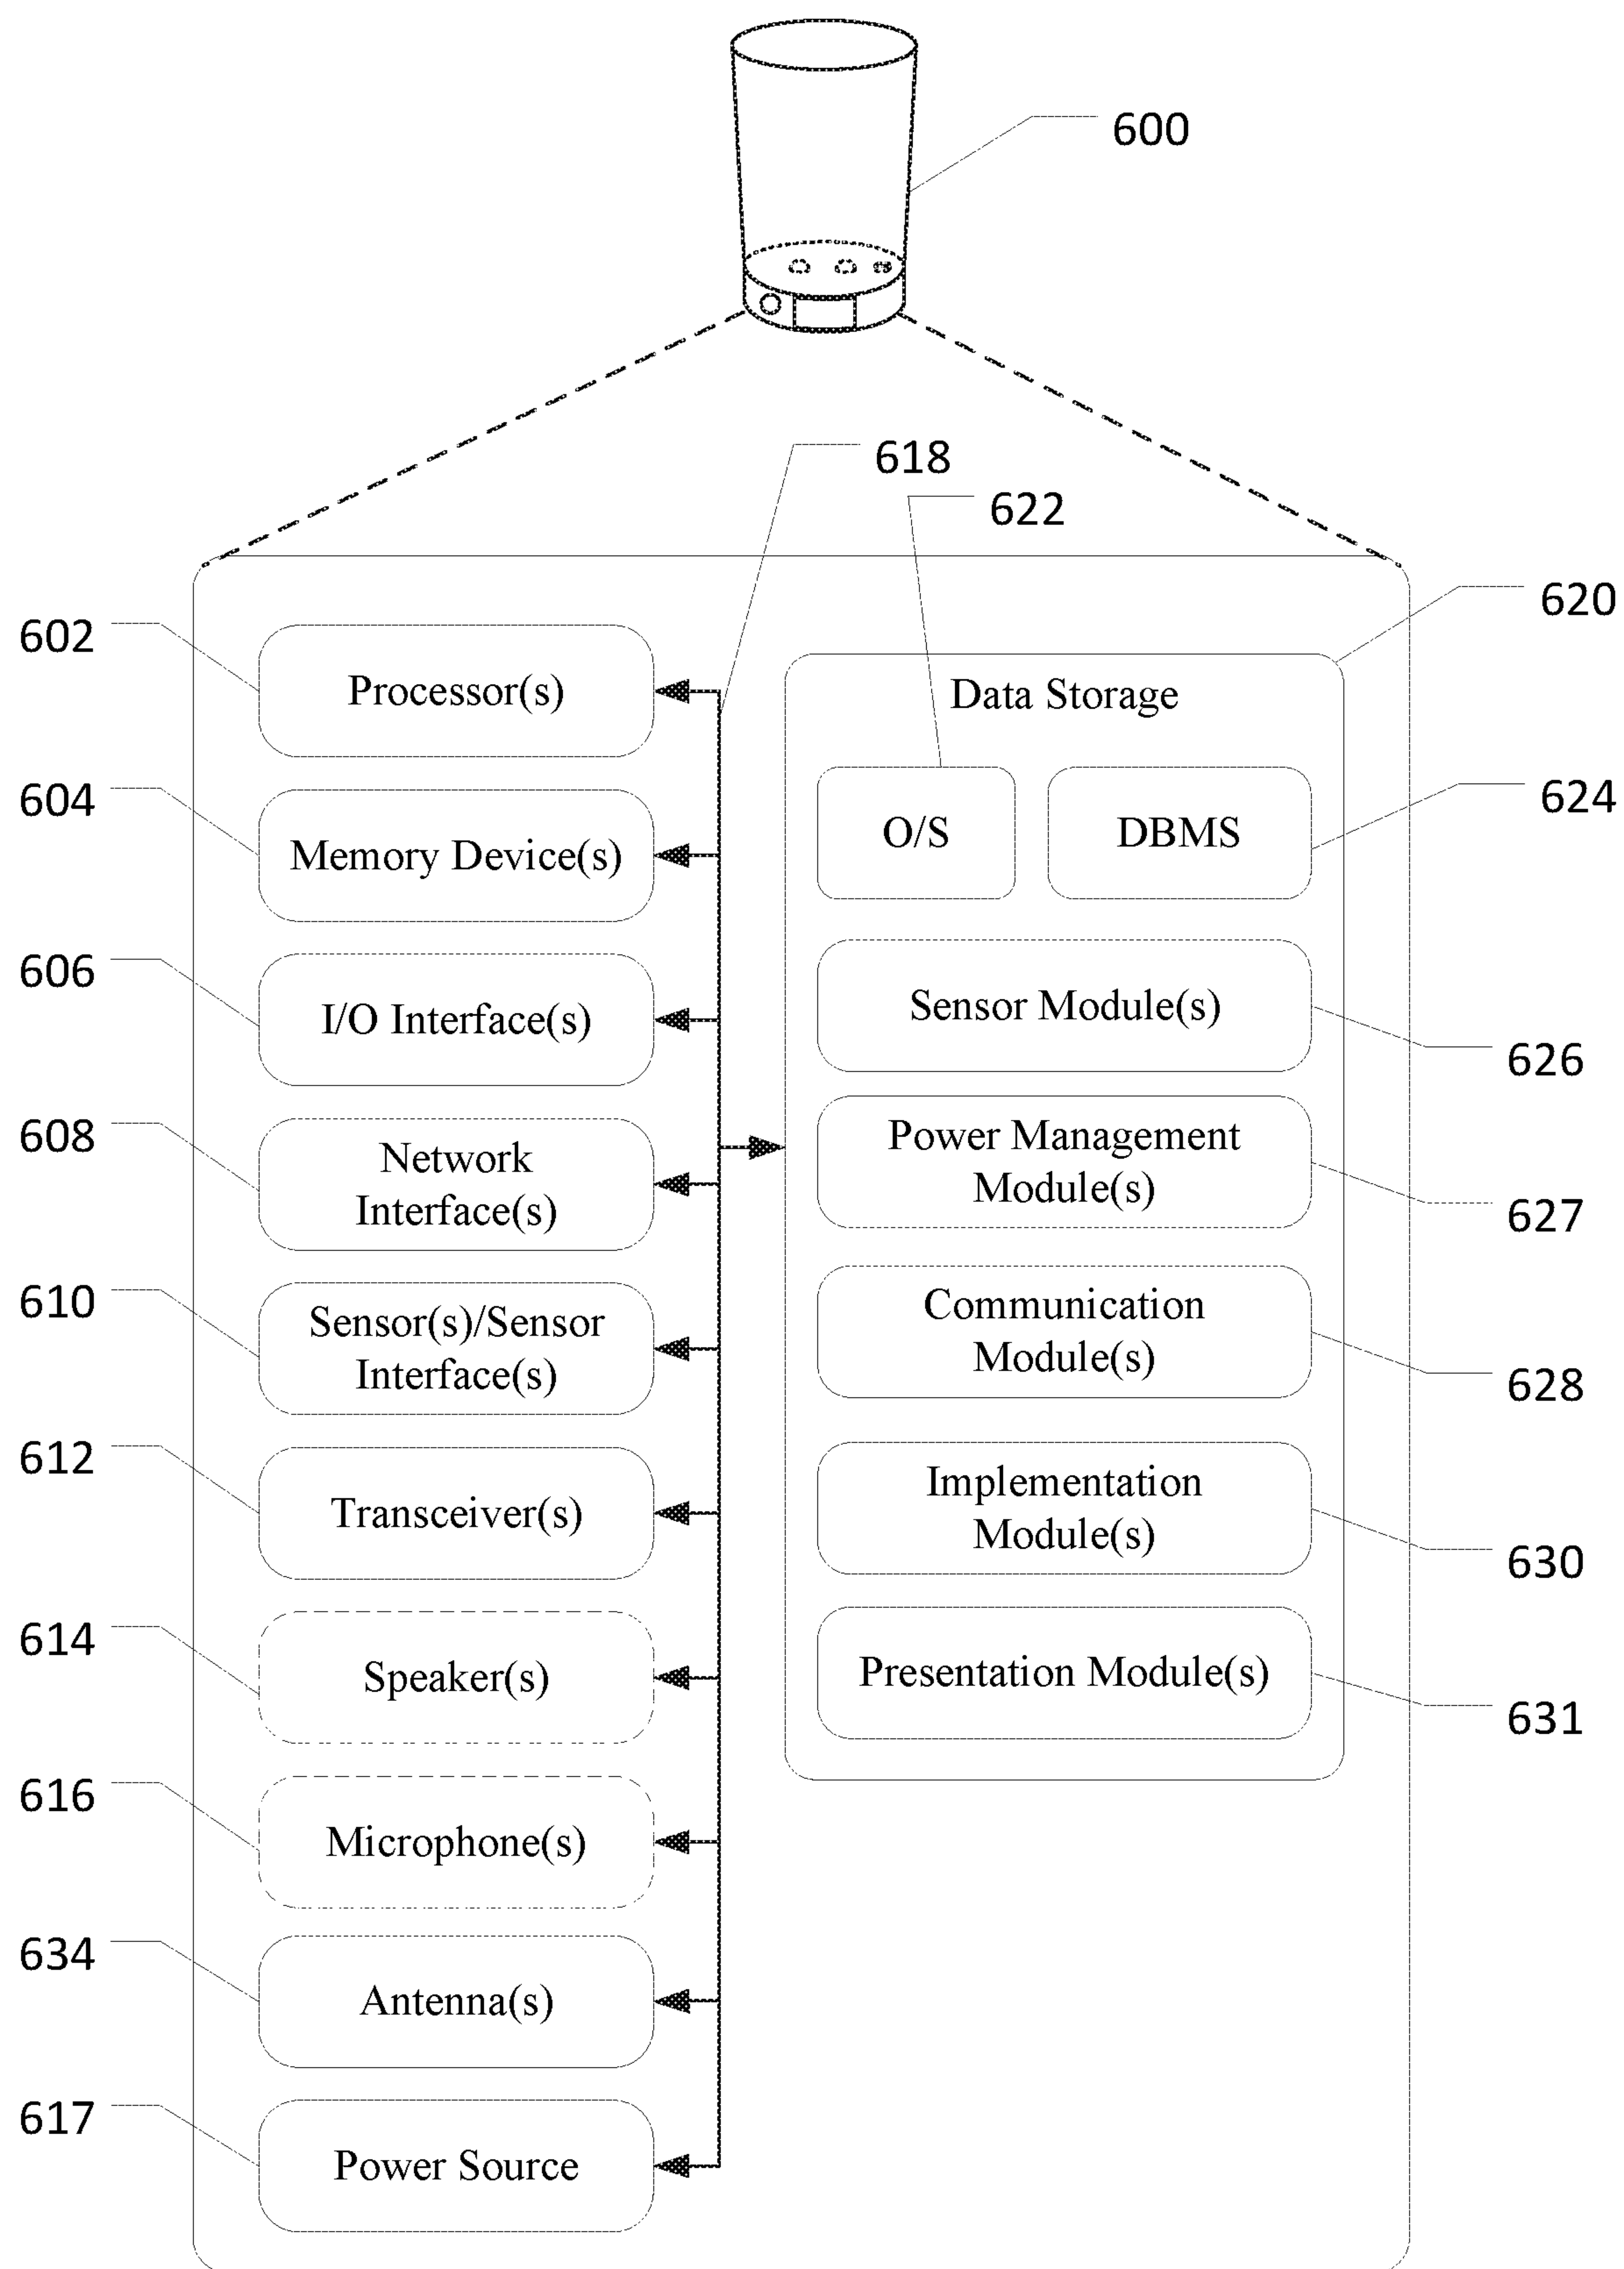 600
618
622
620
602
Processor(s)
Data Storage
604
Memory Device(s)
O/S
DBMS
624
606
I/O Interface(s)
Sensor Module(s)
626
608
Network
Interface(s)
Power Management
Module(s)
627
610
Sensor(s)/Sensor
Interface(s)
Communication
Module(s)
628
612
Transceiver(s)
Implementation
Module(s)
630
614
Speaker(s)
Presentation Module(s)
631
616
Microphone(s)
634
Antenna(s)
617
Power Source